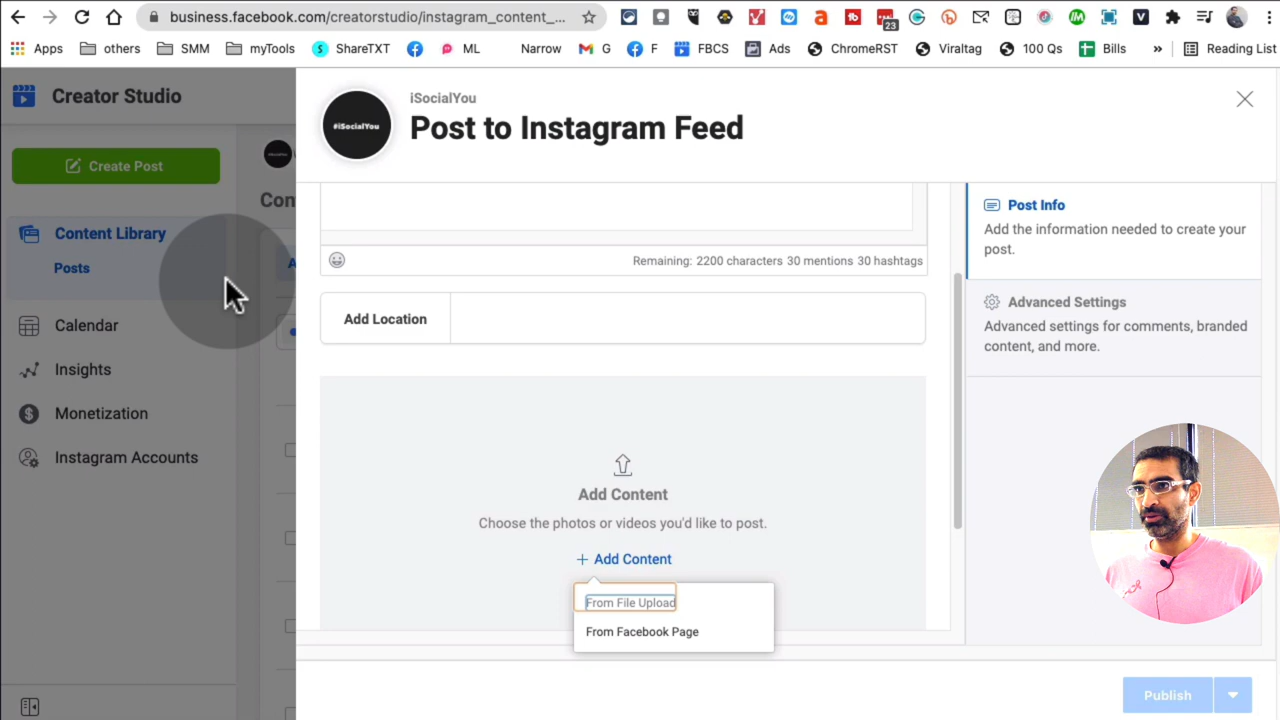 business.facebook.com/creatorstudio/instagram_content_...
23
Apps others SMM myTools ShareTXT ML Narrow G F FBCS Ads ChromeRST Viraltag 100 Qs Bills » Reading List
Creator Studio
Create Post
Content Library
Posts
Calendar
Insights
Monetization
Instagram Accounts
Con
A
#iSocialYou
iSocialYou
Post to Instagram Feed
Remaining: 2200 characters 30 mentions 30 hashtags
Add Location
Add Content
Choose the photos or videos you'd like to post.
+ Add Content
From File Upload
From Facebook Page
Post Info
Add the information needed to create your
post.
Advanced Settings
Advanced settings for comments, branded
content, and more.
Publish